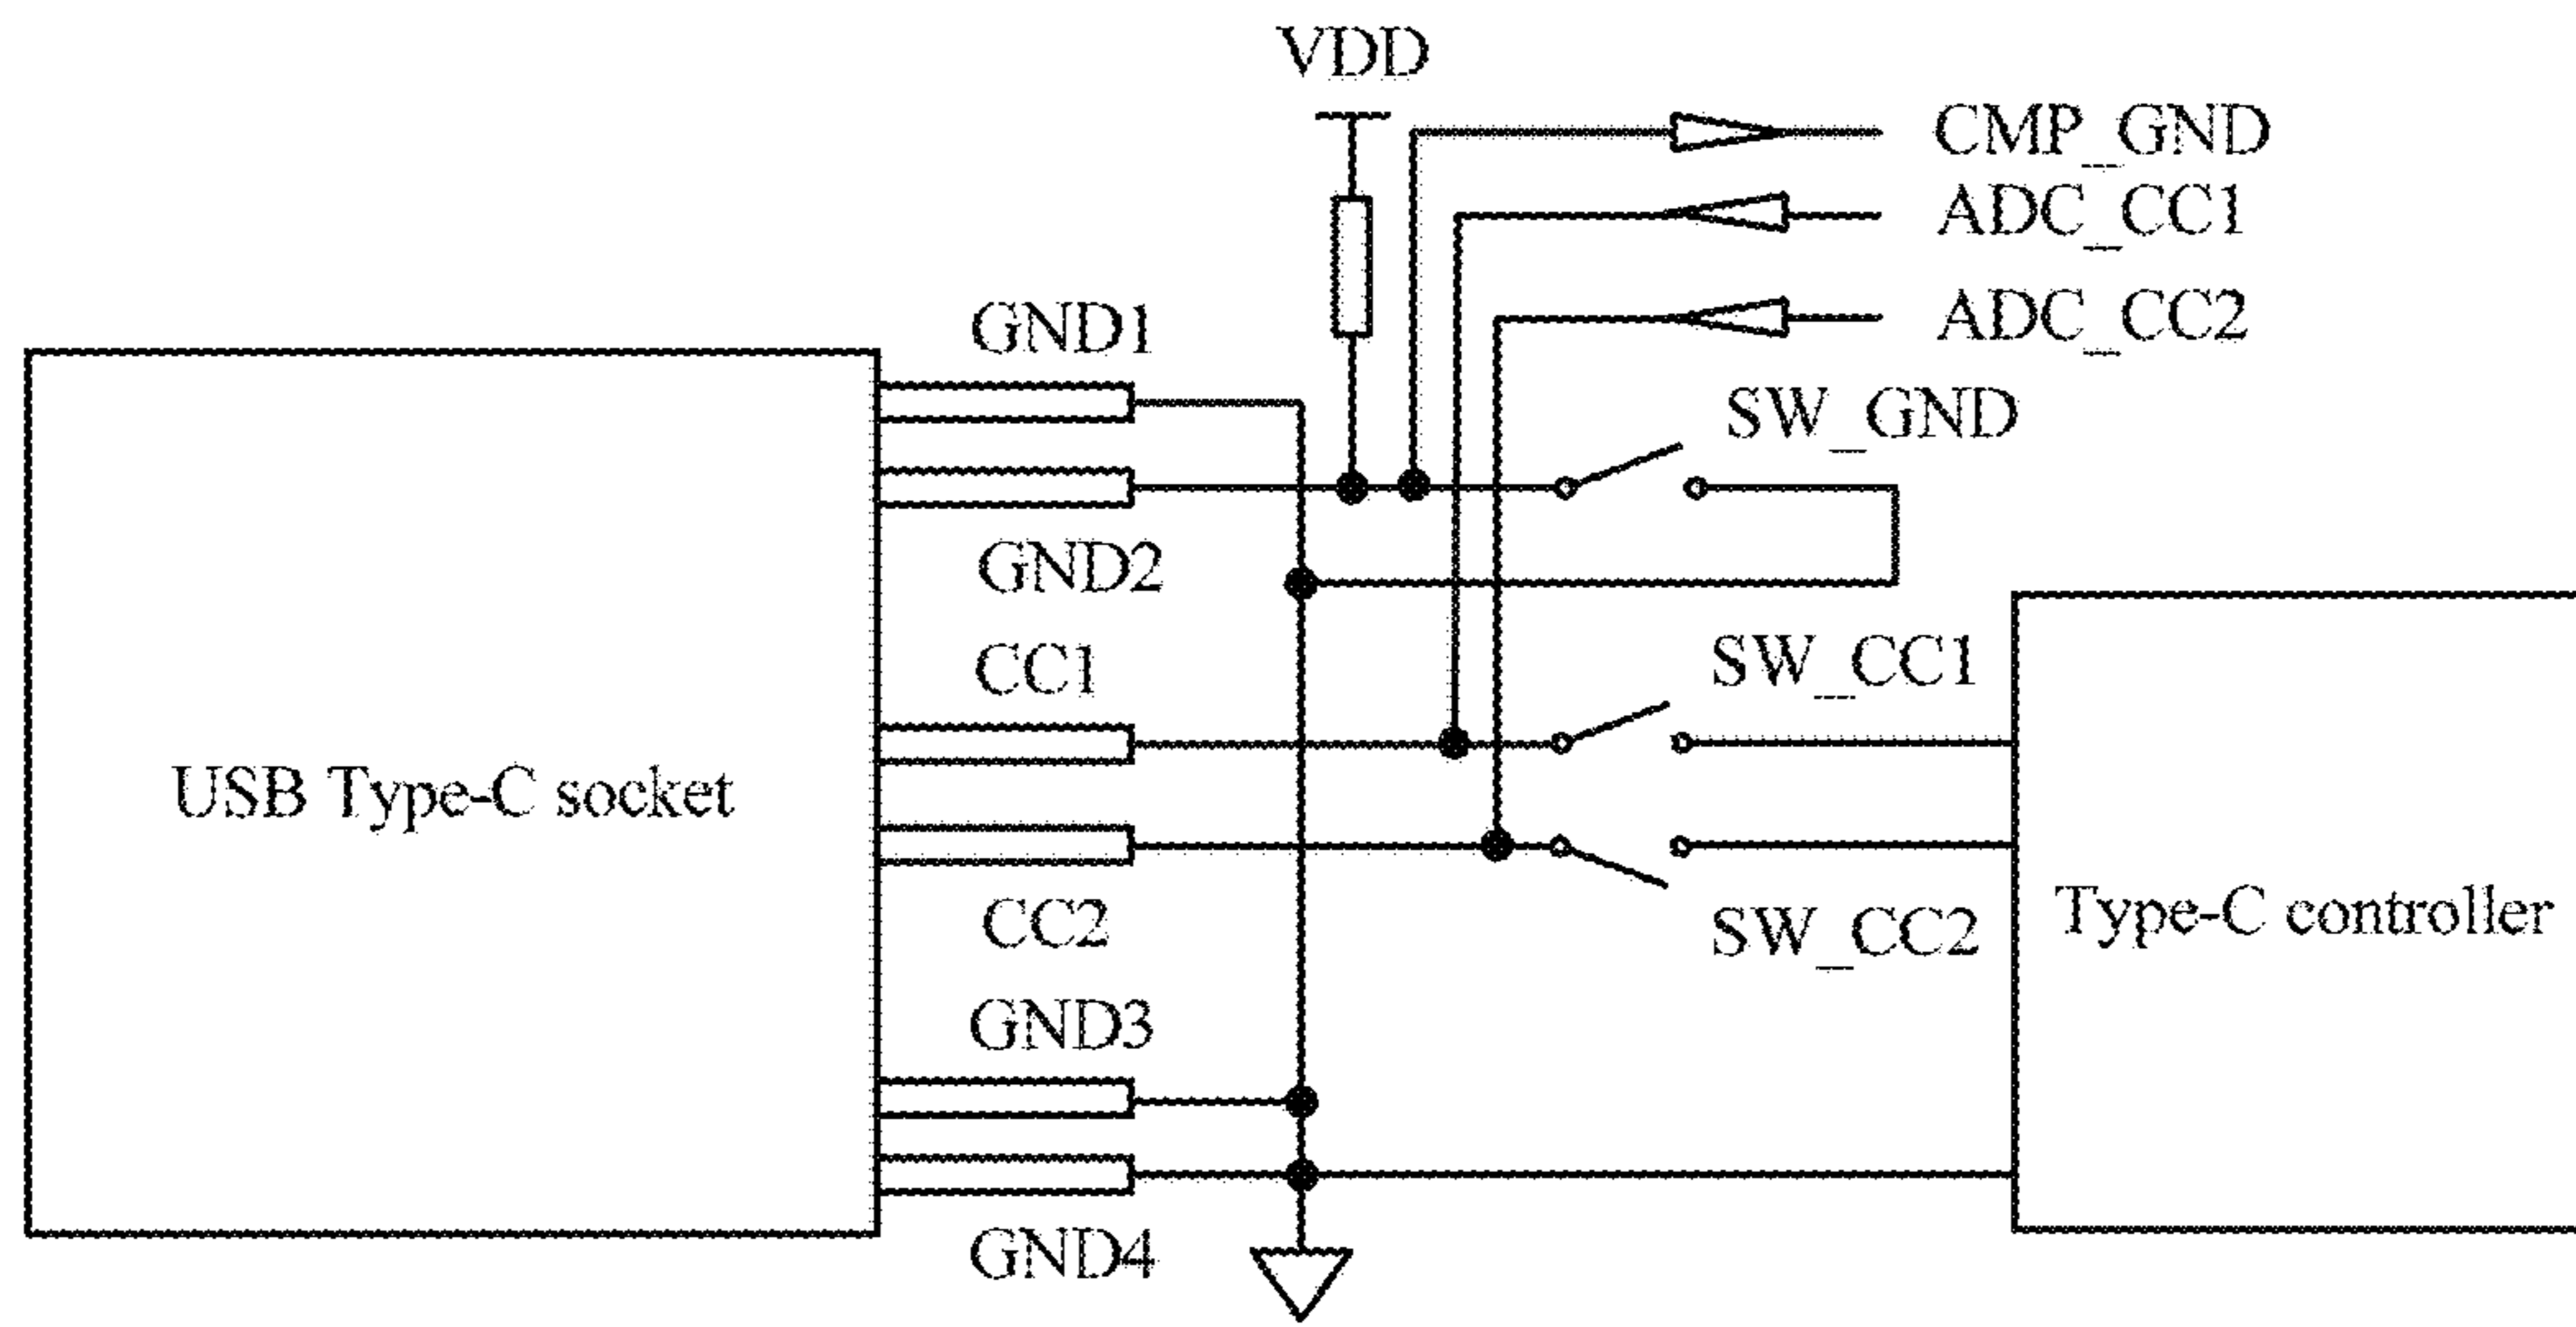 VDD
CMP_GND
ADC_CC1
ADC_CC2
GND1
SW_GND
GND2
CC1
SW_CC1
USB Type-C socket
CC2
SW_CC2
Type-C controller
GND3
GND4